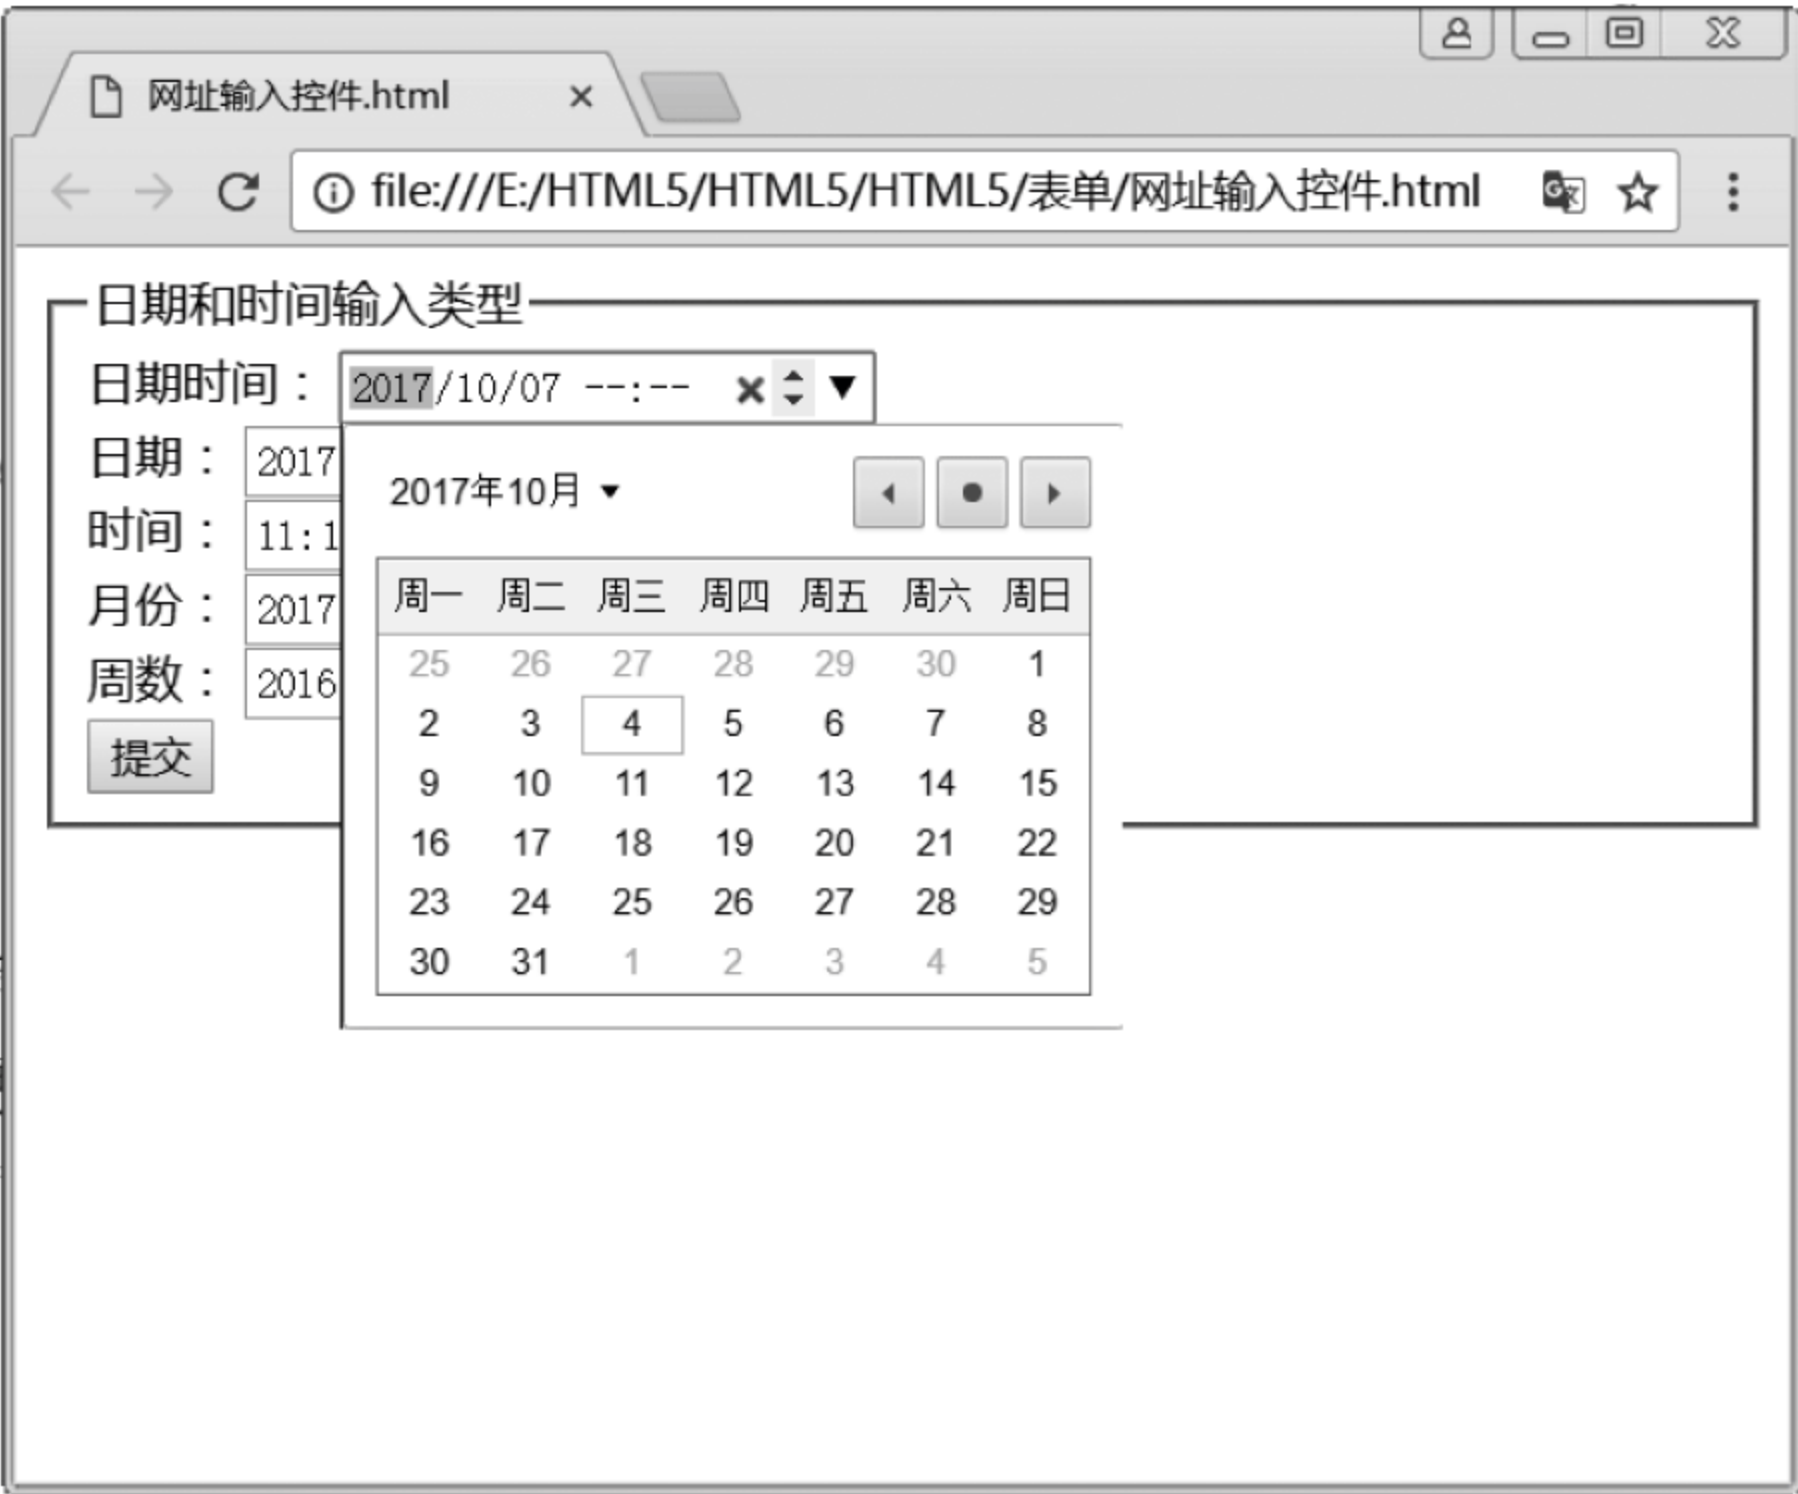 网址输入控件.html
file:///E:/HTML5/HTML5/HTML5/表单/网址输入控件.html
日期和时间输入类型
日期时间： 2017/10/07 --:--
日期： 2017
时间： 11:1
月份： 2017
周数： 2016
提交
2017年10月
周一 周二 周三 周四 周五 周六 周日
25 26 27 28 29 30 1
2 3 4 5 6 7 8
9 10 11 12 13 14 15
16 17 18 19 20 21 22
23 24 25 26 27 28 29
30 31 1 2 3 4 5